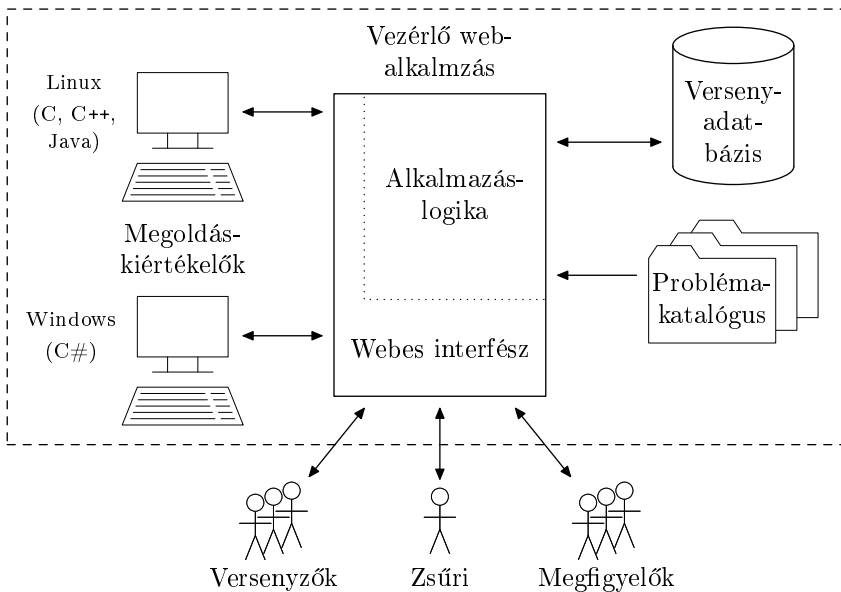 Vezérlő web-
alkalmzás
Linux
(C, C++,
Java)
Megoldás-
kiértékelők
Windows
(C#)
Alkalmazás-
logika
Webes interfész
Verseny-
adat-
bázis
Probléma-
katalógus
Versenyzők
Zsűri
Megfigyelők